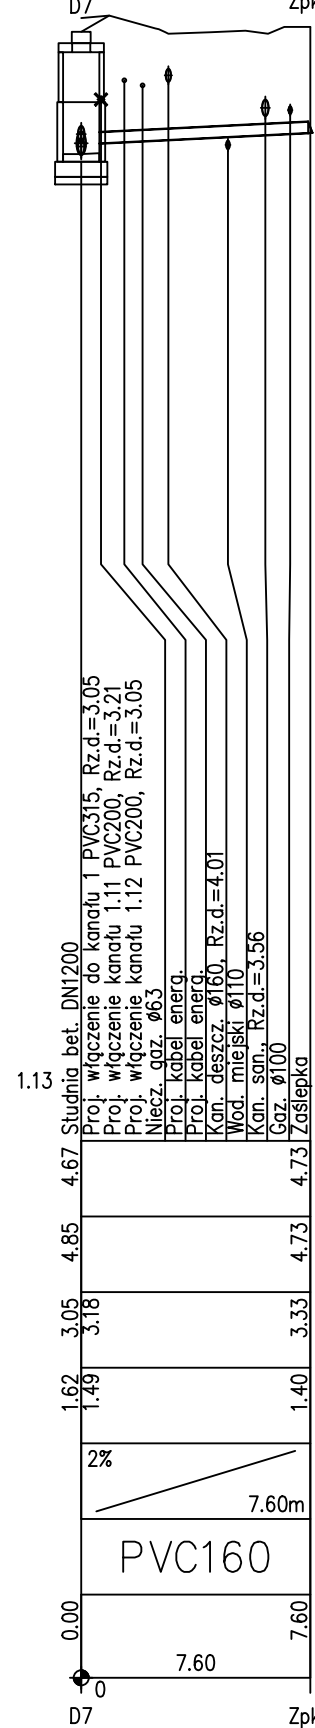 D7
Zpk
1.13
Studnia bet. DN1200
Proj. włączenie do kanału 1 PVC315, Rz.d.=3.05
Proj. włączenie kanału 1.11 PVC200, Rz.d.=3.21
Proj. włączenie kanału 1.12 PVC200, Rz.d.=3.05
Niecz. gaz. ø63
Proj. kabel energ.
Proj. kabel energ.
Kan. deszcz. ø160, Rz.d.=4.01
Wod. miejski ø110
Kan. san., Rz.d.=3.56
Gaz. ø100
Zaślepka
4.67
4.73
4.85
4.73
3.05
3.18
3.33
1.62
1.49
1.40
2%
7.60m
PVC160
0.00
7.60
7.60
0
D7
Zpk